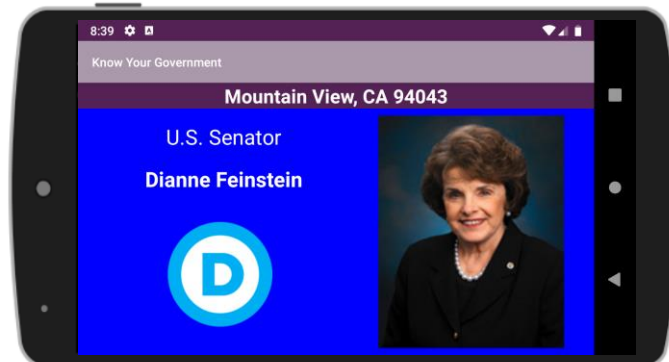 8:39
Know Your Government
Mountain View, CA 94043
U.S. Senator
Dianne Feinstein
D